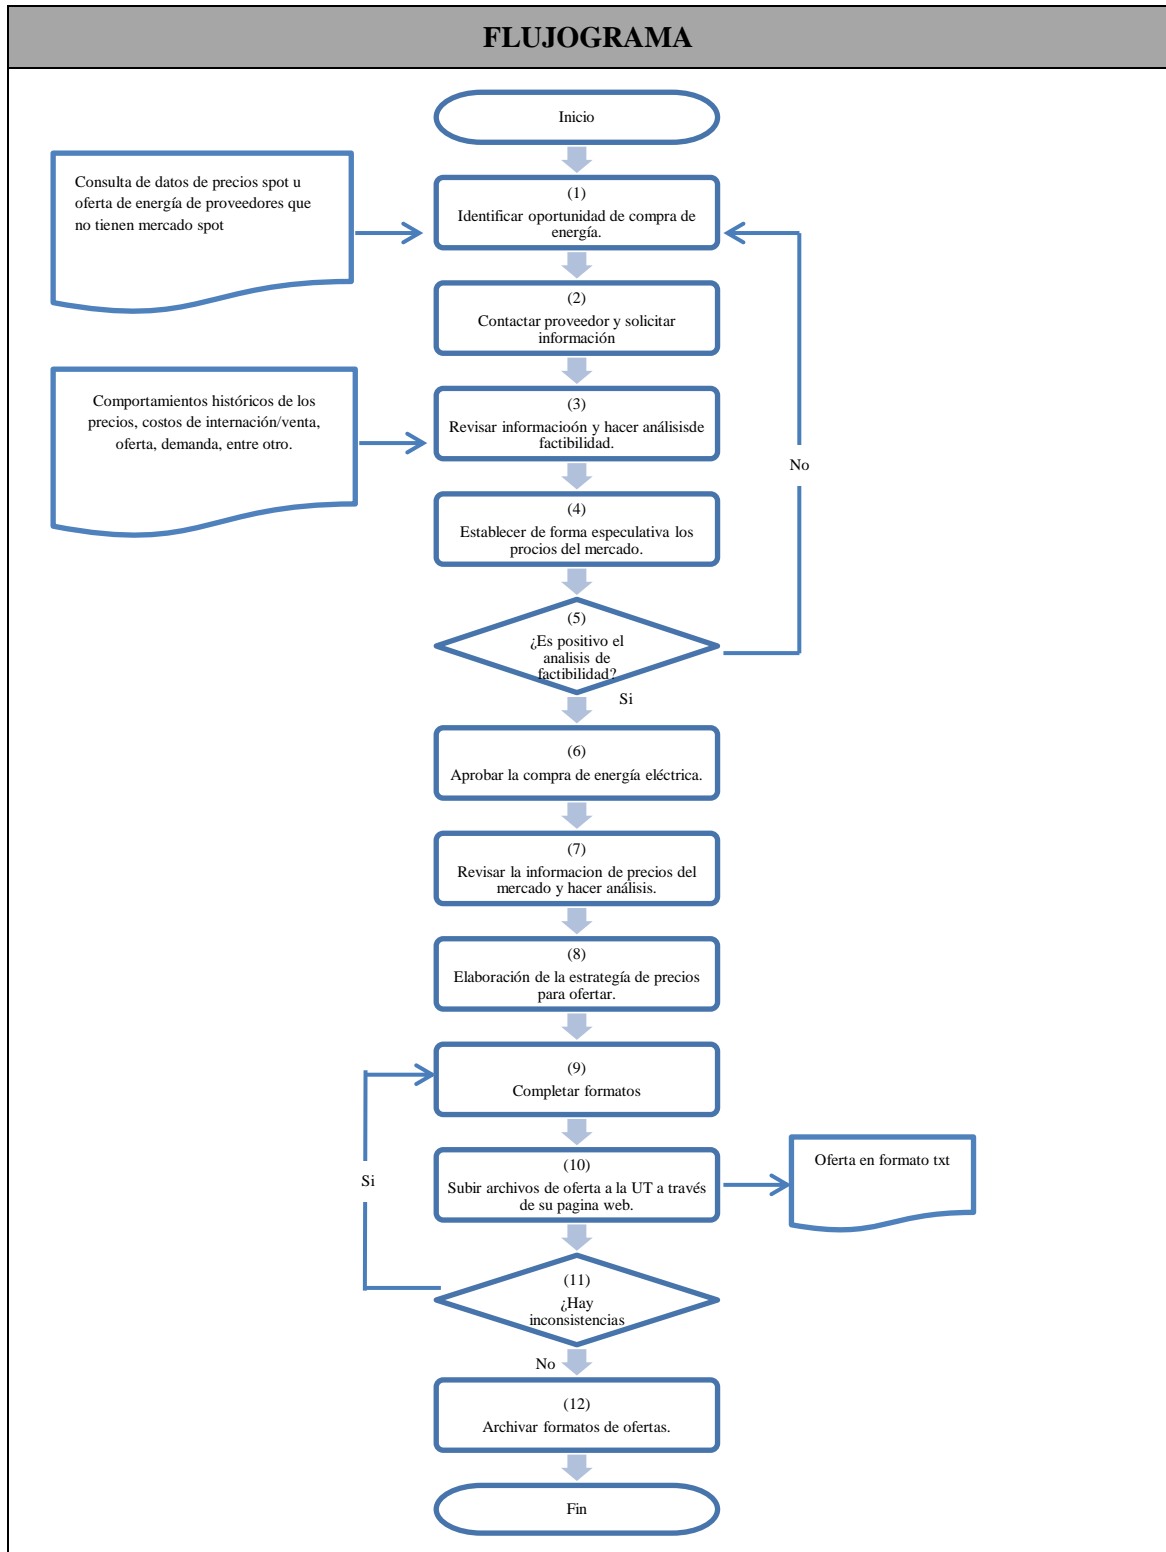 FLUJOGRAMA
Inicio
Consulta de datos de precios spot u
oferta de energía de proveedores que
no tienen mercado spot
(1)
Identificar oportunidad de compra de
energía.
(2)
Contactar proveedor y solicitar
información
Comportamientos históricos de los
precios, costos de internación/venta,
oferta, demanda, entre otro.
(3)
Revisar informacioón y hacer análisisde
factibilidad.
No
(4)
Establecer de forma especulativa los
procios del mercado.
(5)
¿Es positivo el
analisis de
factibilidad?
Si
(6)
Aprobar la compra de energía eléctrica.
(7)
Revisar la informacion de precios del
mercado y hacer análisis.
(8)
Elaboración de la estrategía de precios
para ofertar.
(9)
Completar formatos
Si
(10)
Subir archivos de oferta a la UT a través
de su pagina web.
Oferta en formato txt
(11)
¿Hay
inconsistencias
No
(12)
Archivar formatos de ofertas.
Fin